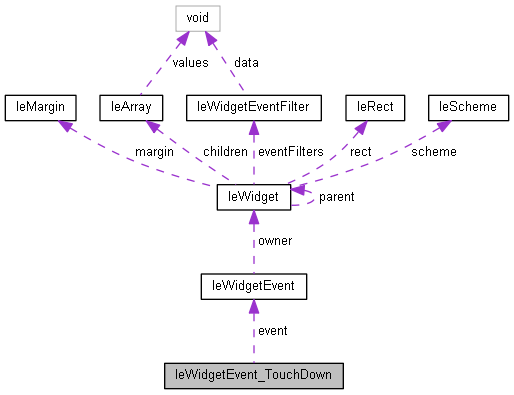 void
values
data
leMargin
leArray
leWidgetEventFilter
leRect
leScheme
margin
children
eventFilters
rect
scheme
leWidget
parent
owner
leWidgetEvent
event
leWidgetEvent_TouchDown